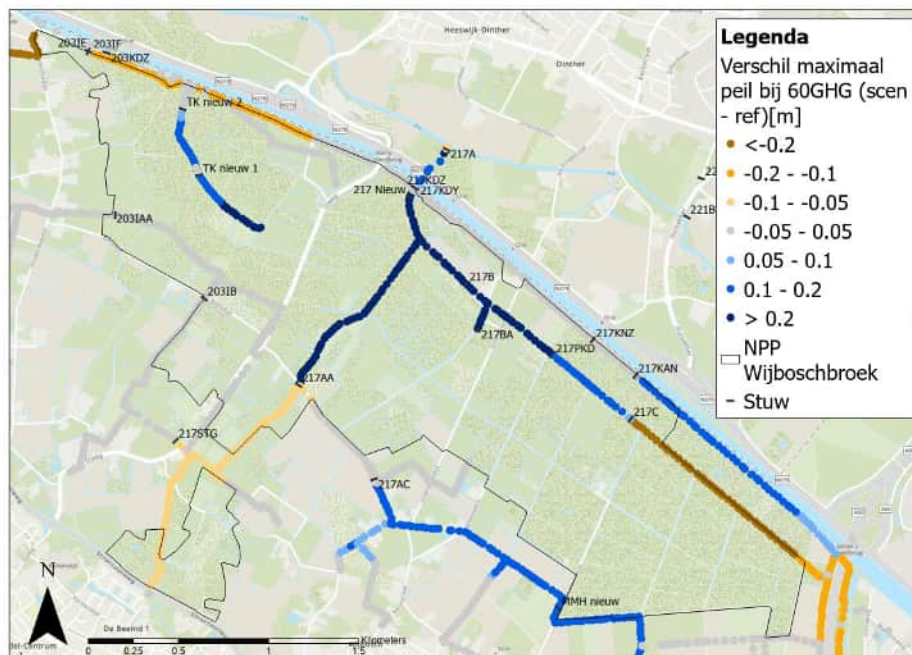 Heeswijk-Dinther
Dinther
203IE
203IF
203KDZ
TK nieuw 2
TK nieuw 1
217A
217KDZ
217 Nieuw
217KDY
203IAA
203IB
217B
217BA
217KNZ
217PKD
217KAN
217AA
217C
217STG
217AC
MMH nieuw
221B
N279
De Beemd 1
N
0
0.25
0.5
1
1.5
Kilometers
Legenda
Verschil maximaal
peil bij 60GHG (scen
- ref)[m]
<-0.2
-0.2 - -0.1
-0.1 - -0.05
-0.05 - 0.05
0.05 - 0.1
0.1 - 0.2
> 0.2
NPP
Wijboschbroek
Stuw